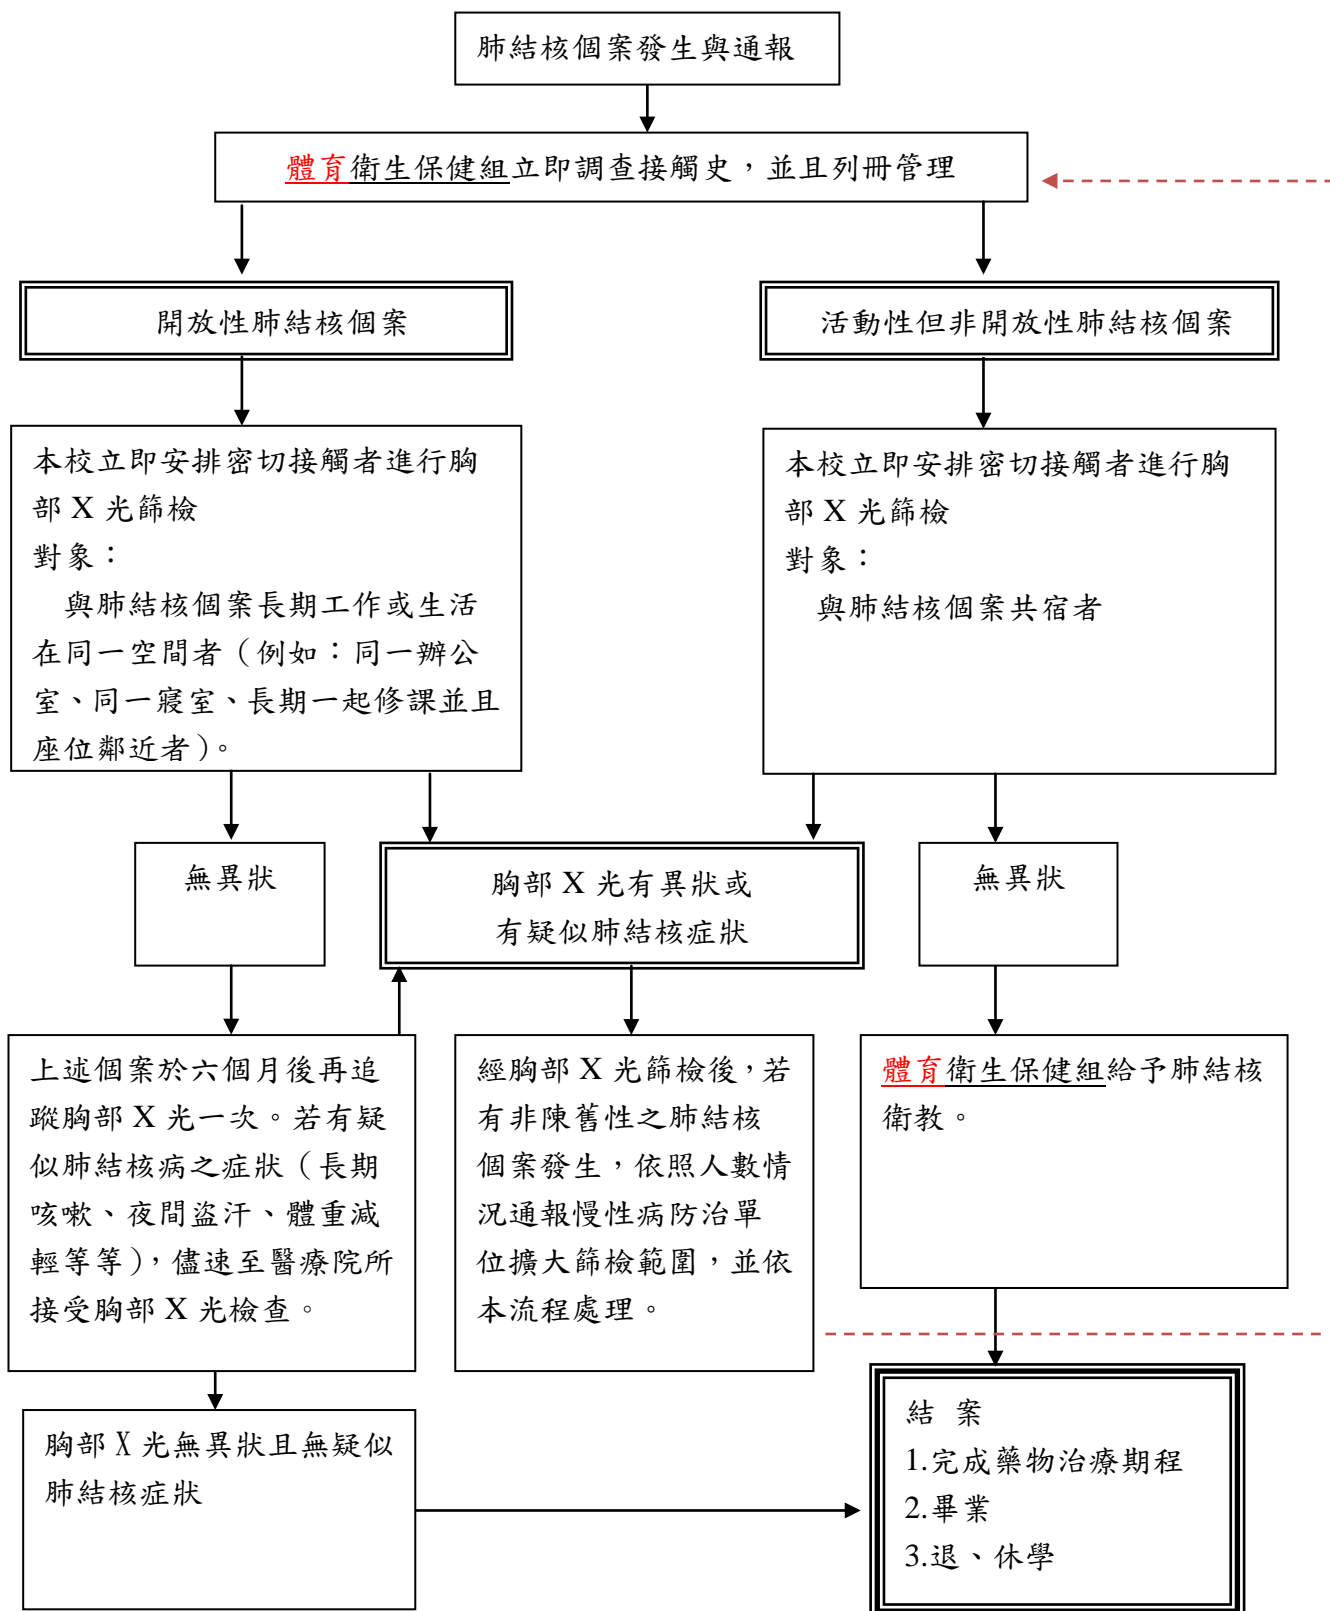 肺結核個案發生與通報
體育衛生保健組立即調查接觸史，並且列冊管理
開放性肺結核個案
活動性但非開放性肺結核個案
本校立即安排密切接觸者進行胸
部 X 光篩檢
對象：
與肺結核個案長期工作或生活
在同一空間者（例如：同一辦公
室、同一寢室、長期一起修課並且
座位鄰近者）。
本校立即安排密切接觸者進行胸
部 X 光篩檢
對象：
與肺結核個案共宿者
無異狀
胸部 X 光有異狀或
有疑似肺結核症狀
無異狀
上述個案於六個月後再追
蹤胸部 X 光一次。若有疑
似肺結核病之症狀（長期
咳嗽、夜間盜汗、體重減
輕等等），儘速至醫療院所
接受胸部 X 光檢查。
經胸部 X 光篩檢後，若
有非陳舊性之肺結核
個案發生，依照人數情
況通報慢性病防治單
位擴大篩檢範圍，並依
本流程處理。
體育衛生保健組給予肺結核
衛教。
胸部 X 光無異狀且無疑似
肺結核症狀
結 案
1.完成藥物治療期程
2.畢業
3.退、休學